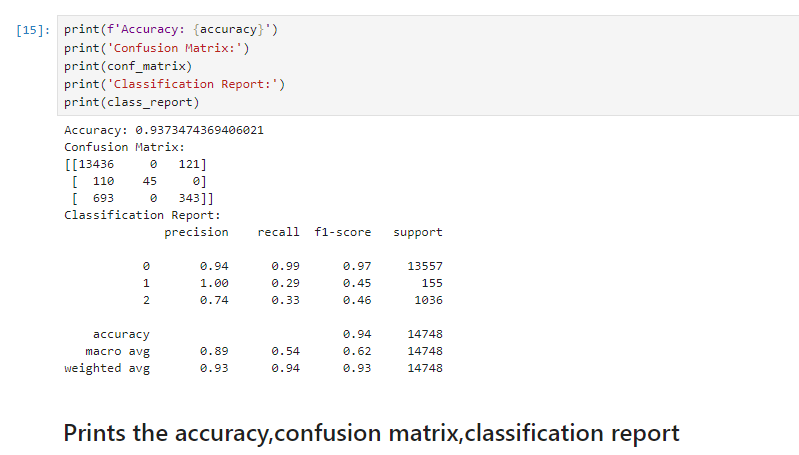 [15]: print(f'Accuracy: {accuracy}')
print('Confusion Matrix:')
print(conf_matrix)
print('Classification Report:')
print(class_report)
Accuracy: 0.9373474369406021
Confusion Matrix:
[[13436     0   121]
 [  110    45     0]
 [  693     0   343]]
Classification Report:
              precision    recall  f1-score   support

           0       0.94      0.99      0.97     13557
           1       1.00      0.29      0.45       155
           2       0.74      0.33      0.46      1036

    accuracy                           0.94     14748
   macro avg       0.89      0.54      0.62     14748
weighted avg       0.93      0.94      0.93     14748

Prints the accuracy,confusion matrix,classification report